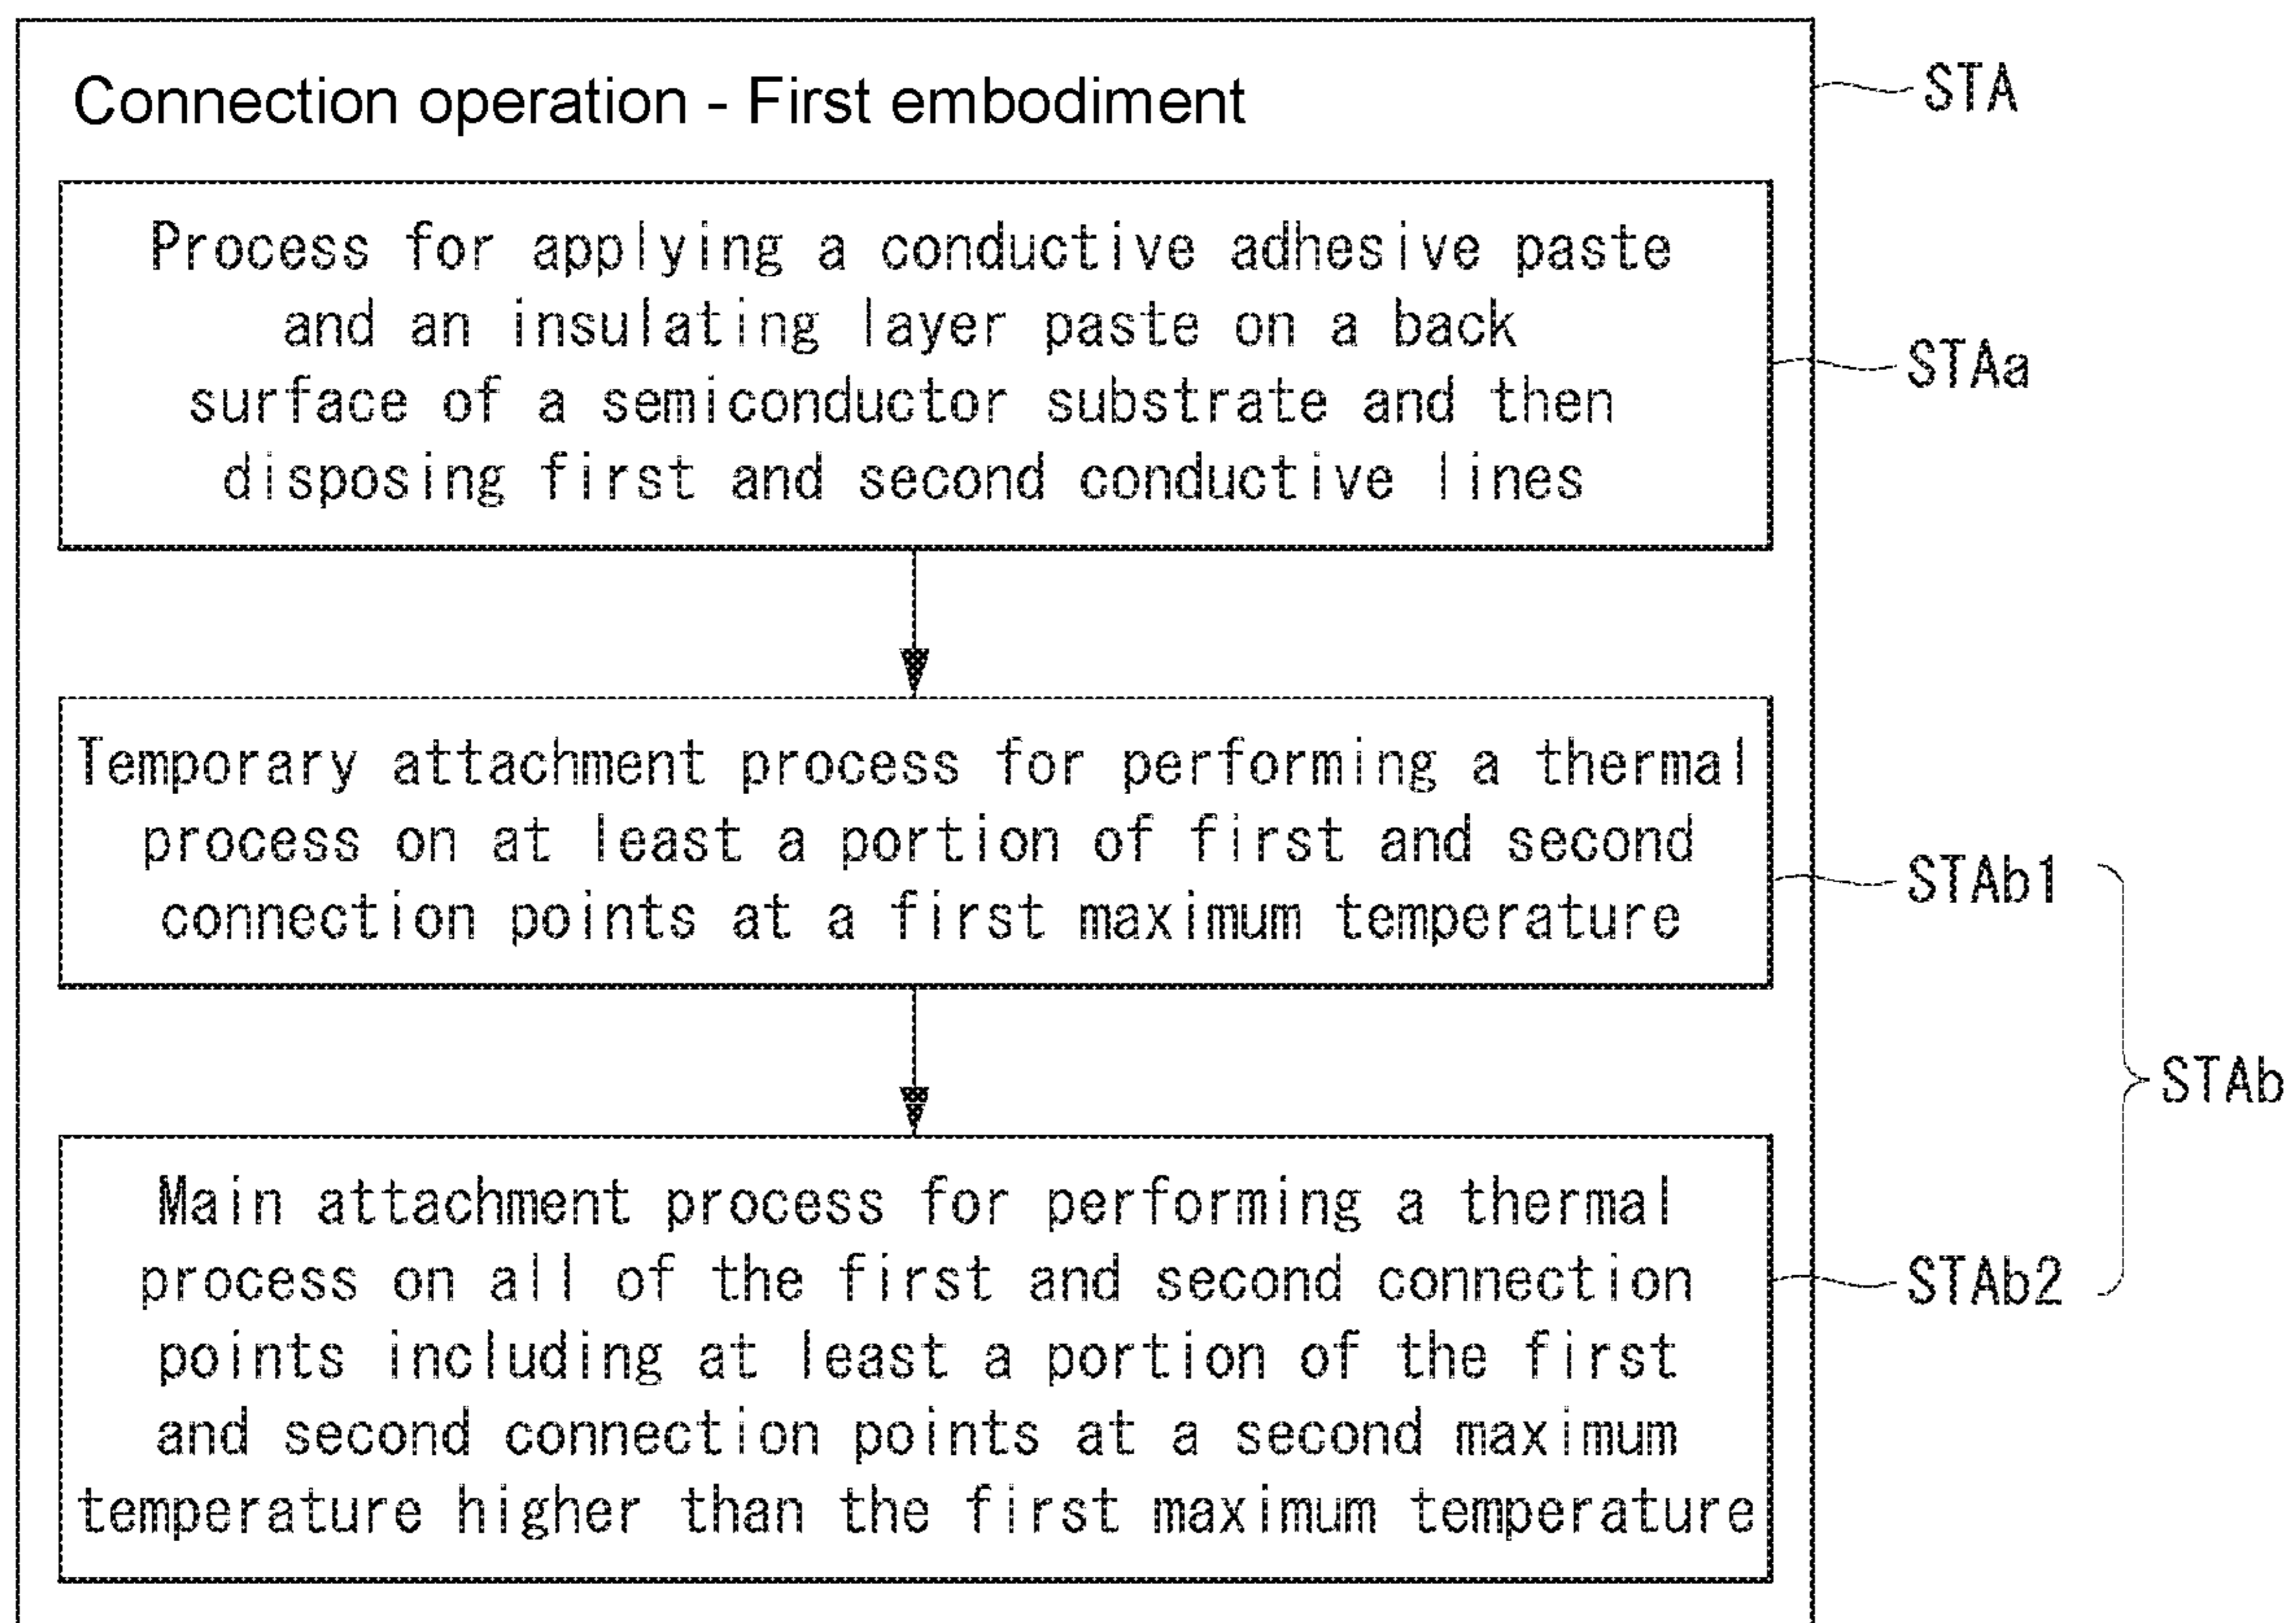 Connection operation - First embodiment
STA
Process for applying a conductive adhesive paste
and an insulating layer paste on a back
surface of a semiconductor substrate and then
disposing first and second conductive lines
STAa
Temporary attachment process for performing a thermal
process on at least a portion of first and second
connection points at a first maximum temperature
STAb1
STAb
Main attachment process for performing a thermal
process on all of the first and second connection
points including at least a portion of the first
and second connection points at a second maximum
temperature higher than the first maximum temperature
STAb2